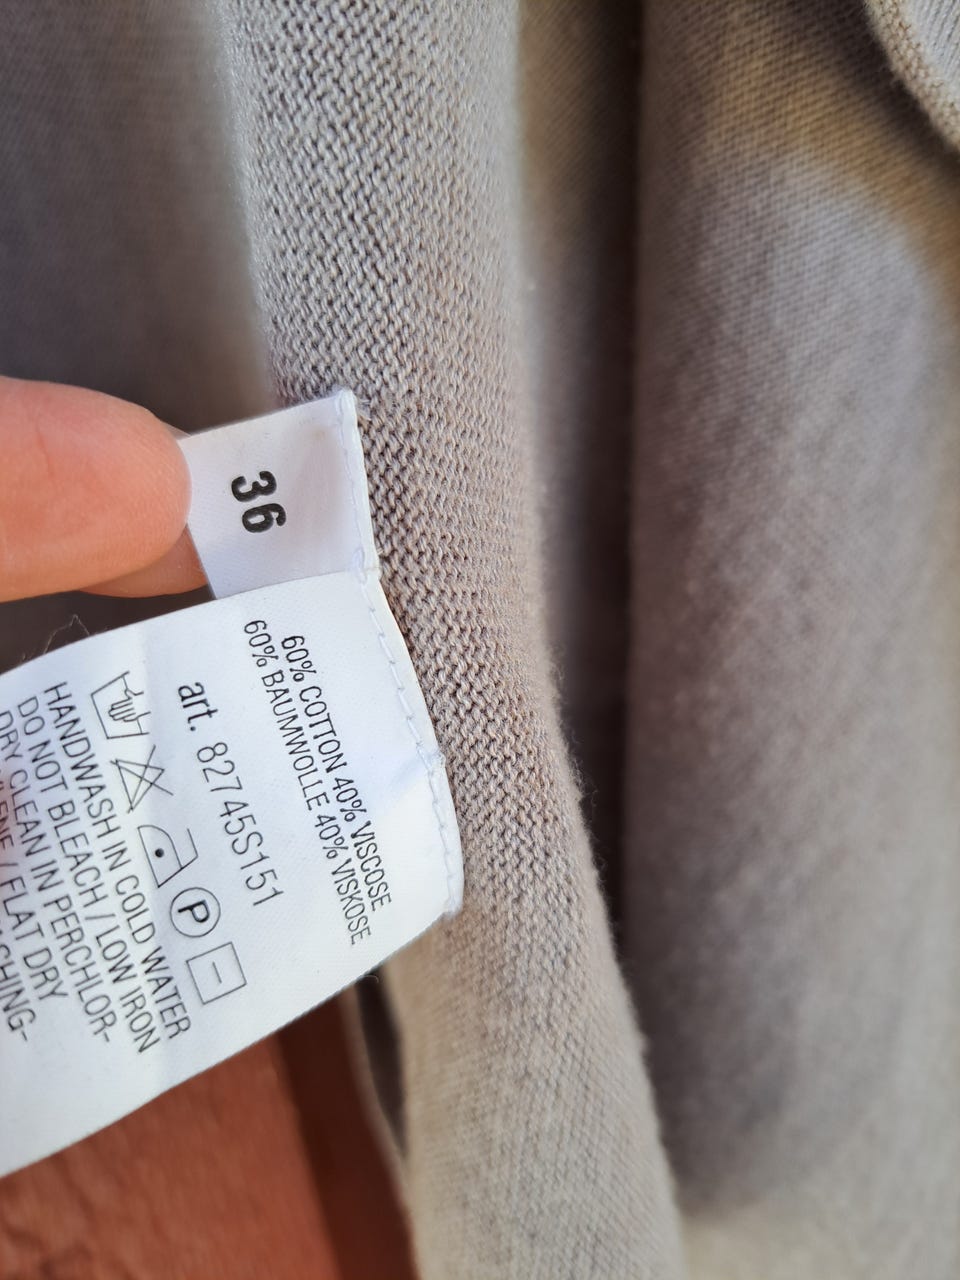 36
60% COTTON 40% VISCOSE
60% BAUMWOLLE 40% VISKOSE
art. 82745S151
P
HANDWASH IN COLD WATER
DO NOT BLEACH / LOW IRON
DRY CLEAN IN PERCHLOR-
/ FLAT DRY